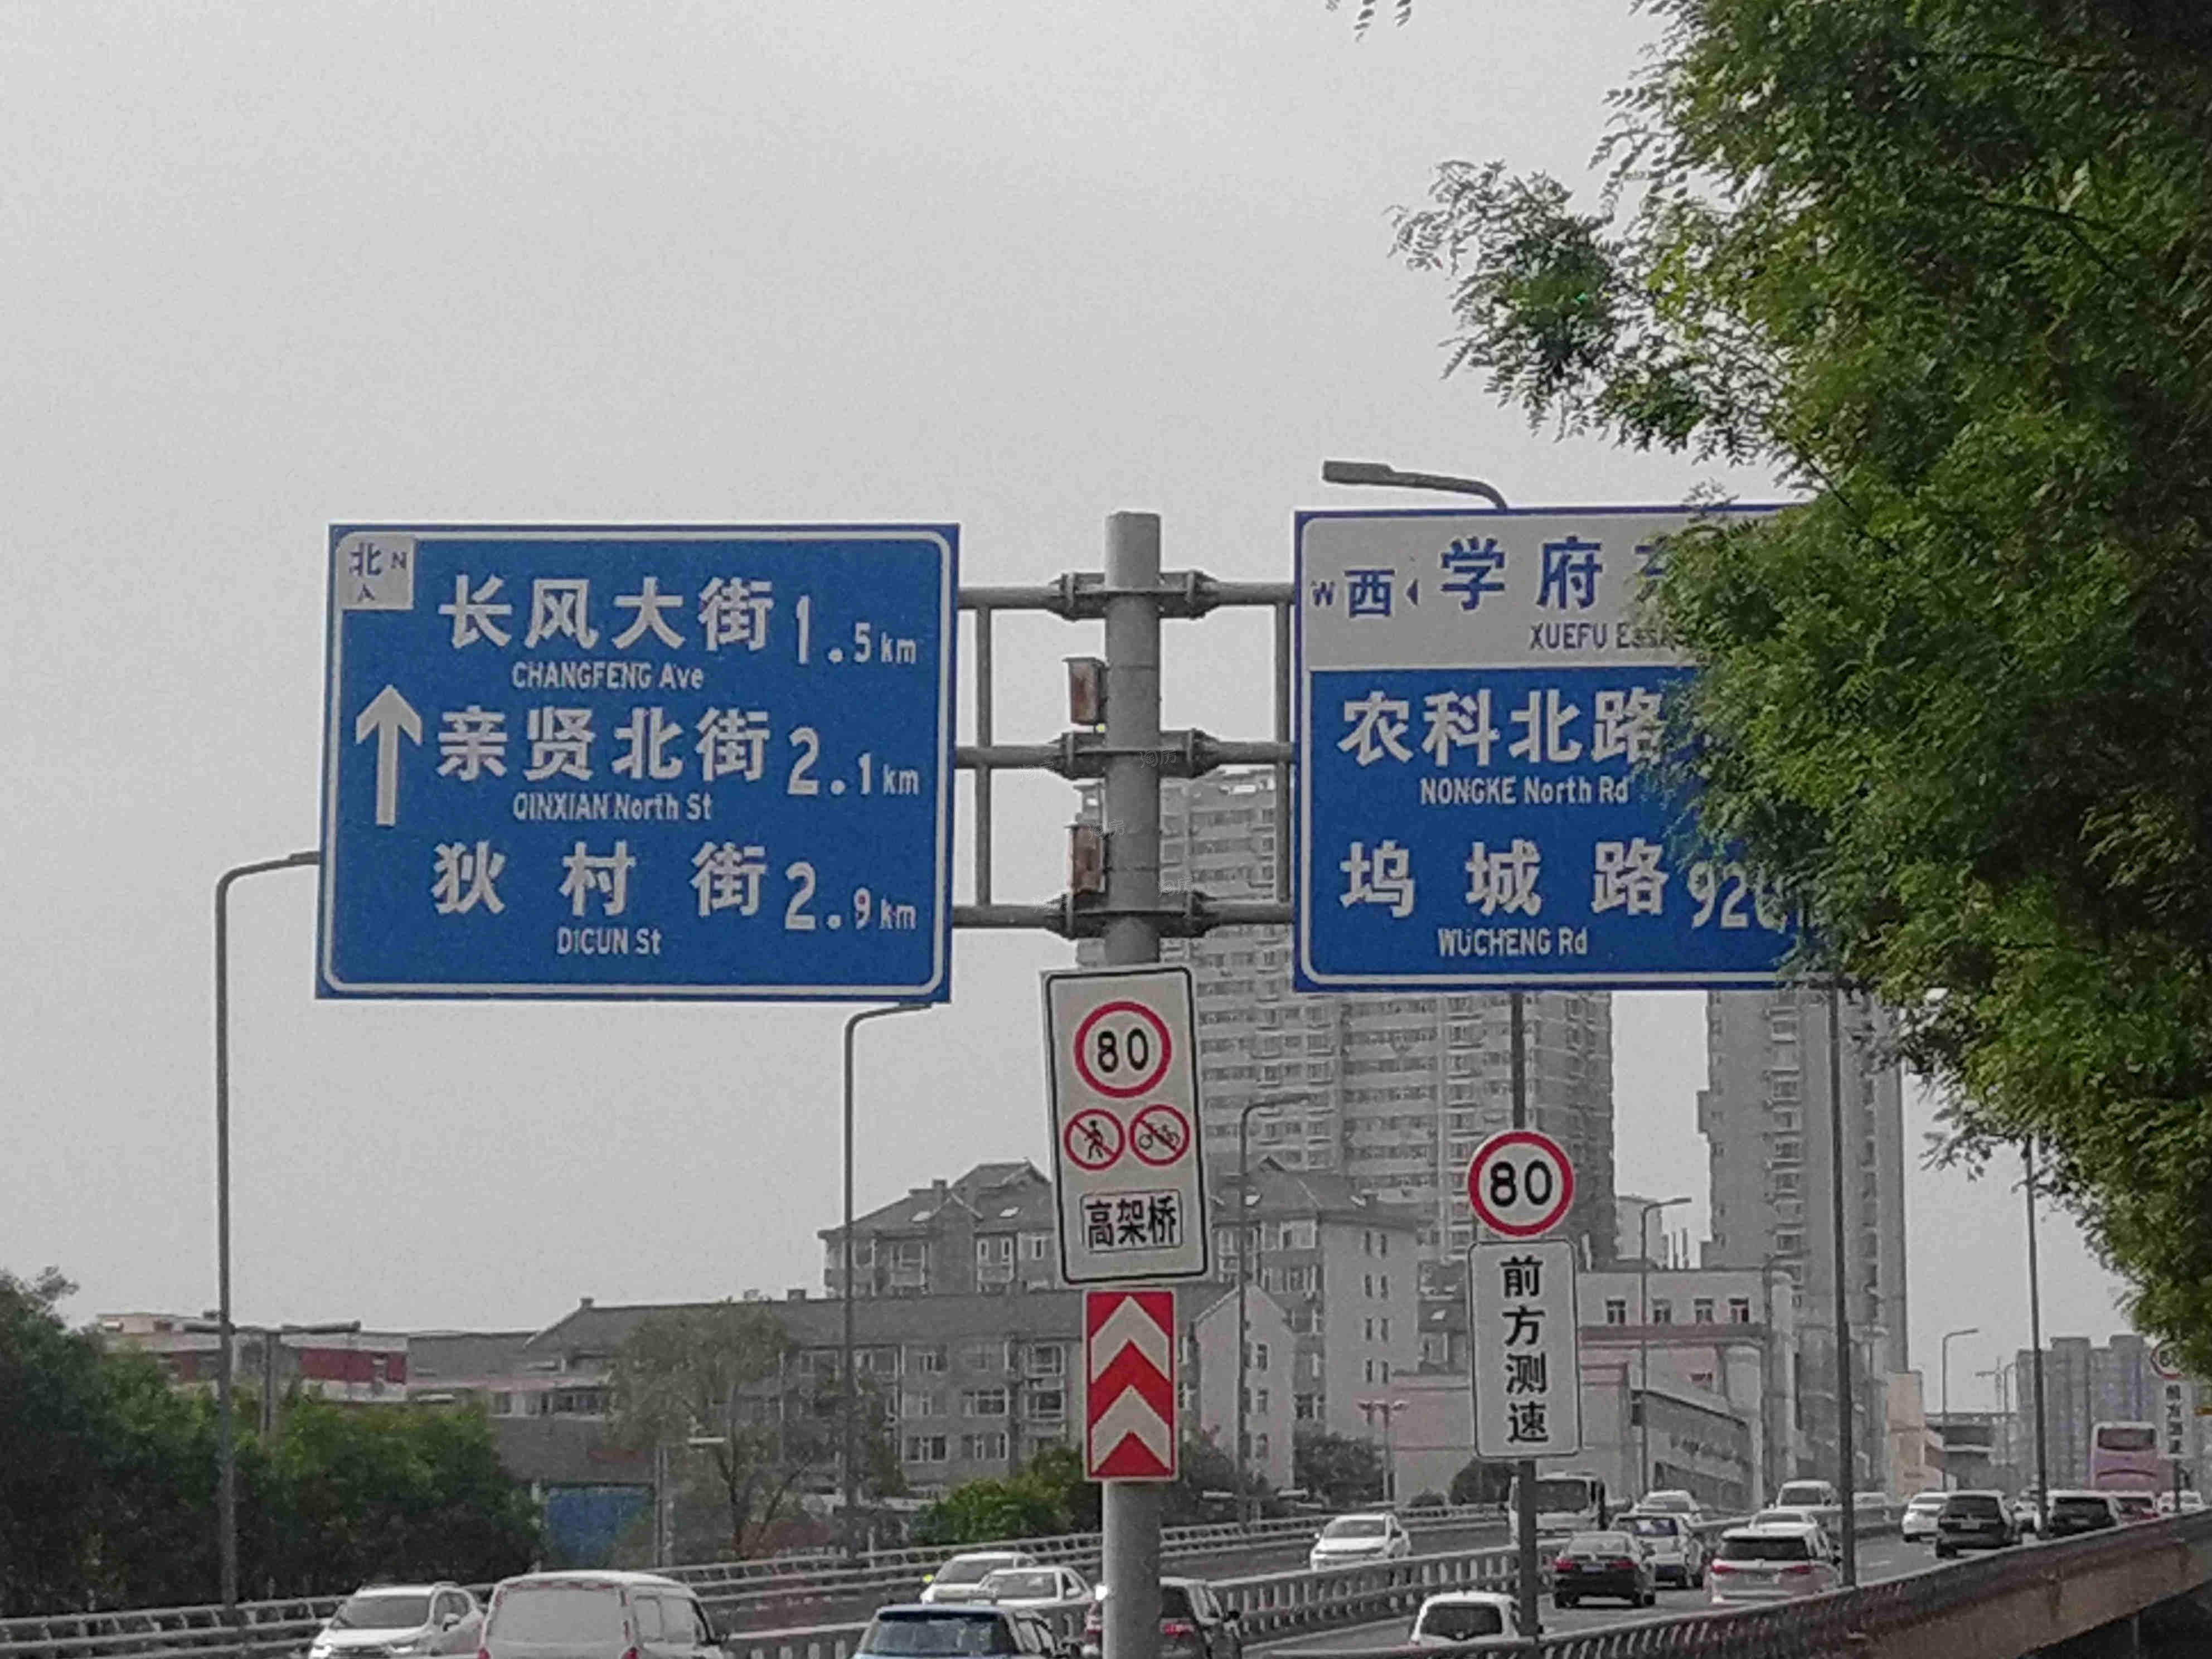 北 N
长风大街 1.5km
CHANGFENG Ave
亲贤北街 2.1km
QINXIAN North St
狄村街 2.9km
DICUN St
W 西 学府
XUEFU
农科北路
NONGKE North Rd
坞城路
WUCHENG Rd
80
高架桥
80
前方测速